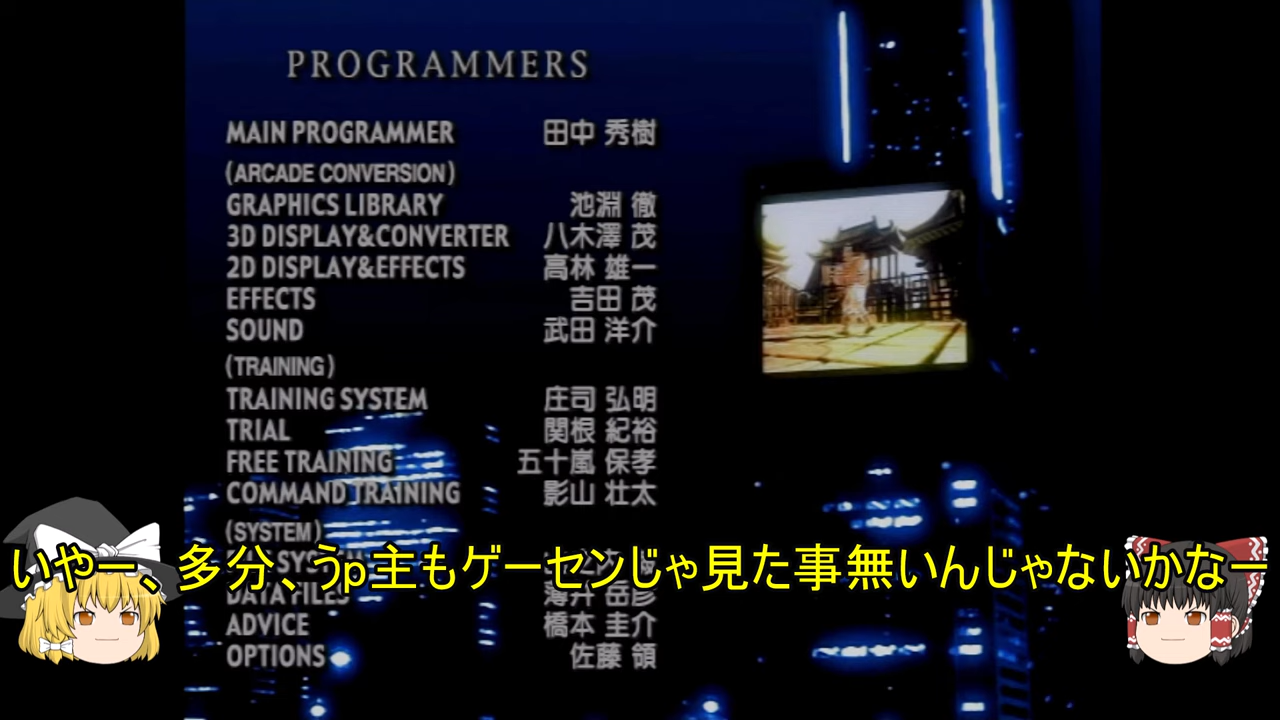 PROGRAMMERS
MAIN PROGRAMMER 田中 秀樹
(ARCADE CONVERSION)
GRAPHICS LIBRARY 池淵 徹
3D DISPLAY&CONVERTER 八木澤 茂
2D DISPLAY&EFFECTS 高林 雄一
EFFECTS 吉田 茂
SOUND 武田 洋介
(TRAINING)
TRAINING SYSTEM 庄司 弘明
TRIAL 関根 紀裕
FREE TRAINING 五十嵐 保孝
COMMAND TRAINING 影山 壮太
(SYSTEM)
いやー、多分、うp主もゲーセンじゃ見た事無いんじゃないかなー
DATA FILES 薄井 岳彦
ADVICE 橋本 圭介
OPTIONS 佐藤 領